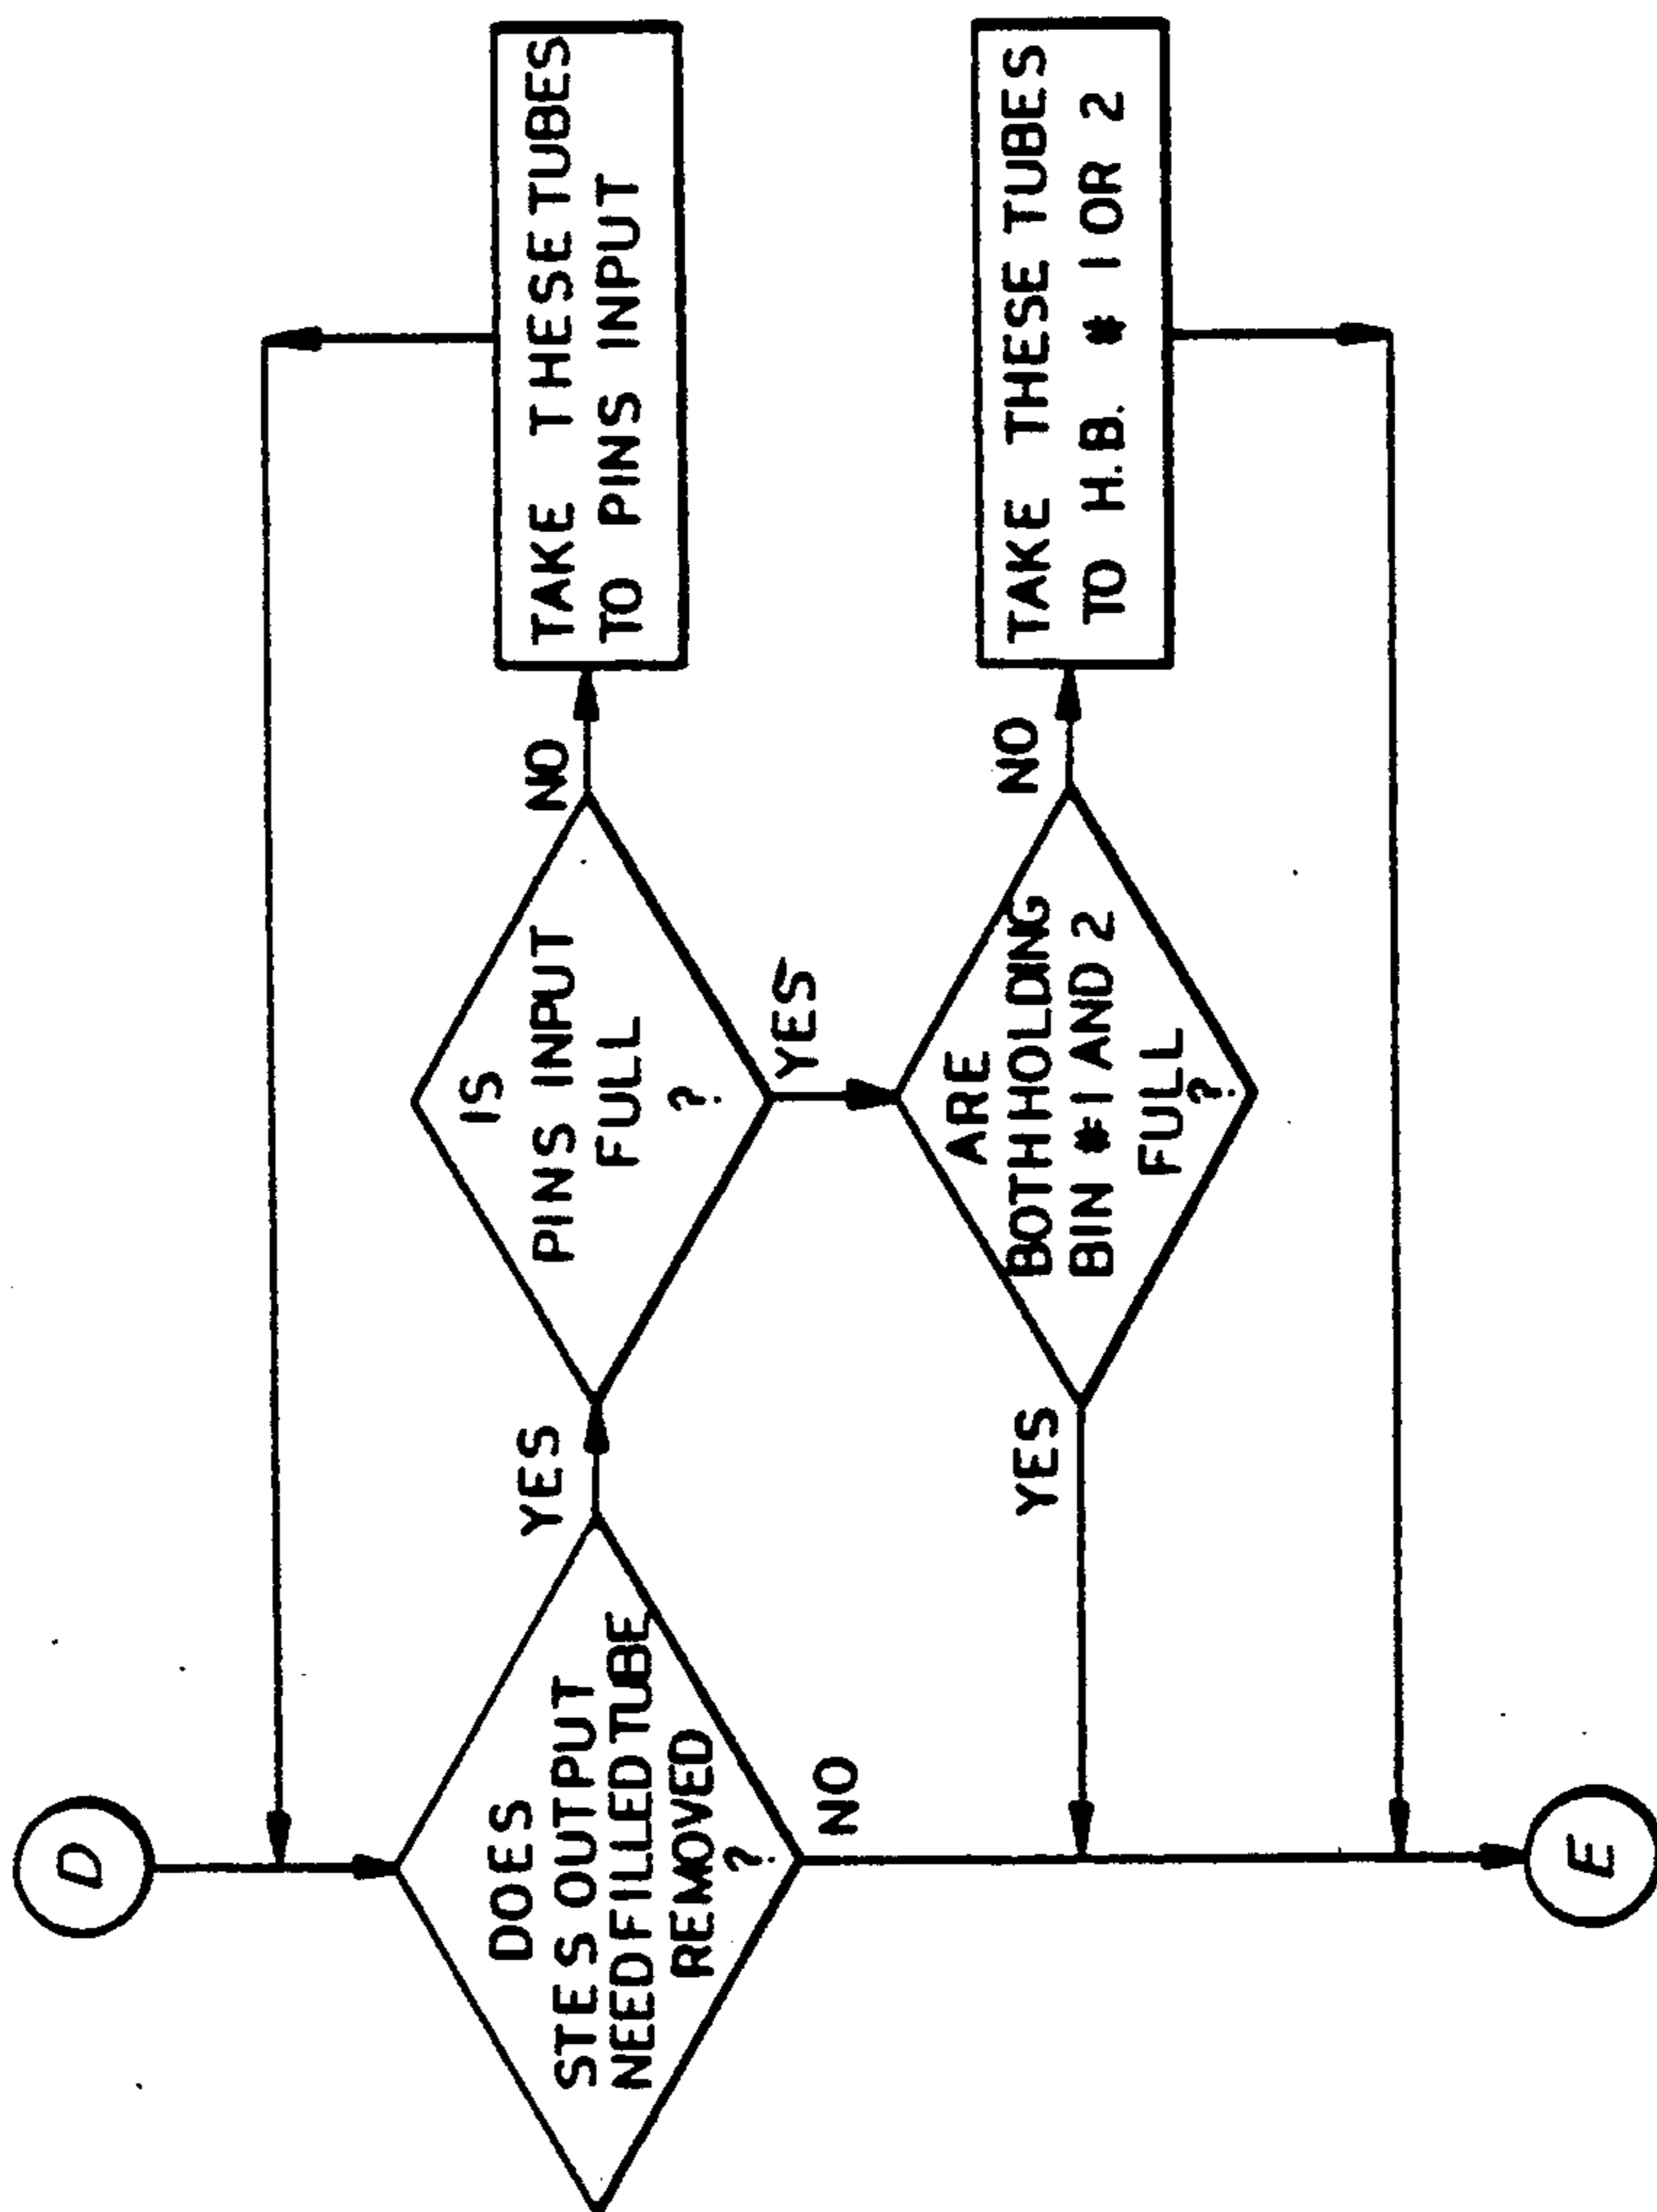 D
DOES
STES OUTPUT
NEED FILLED TUBE
REMOVED
?
YES
NO
IS
PINS INPUT
FULL
?
NO
YES
TAKE THESE TUBES
TO PINS INPUT
ARE
BOTH HOLDING
BIN #1 AND 2
FULL
?
YES
NO
TAKE THESE TUBES
TO H.B. # 1 OR 2
E